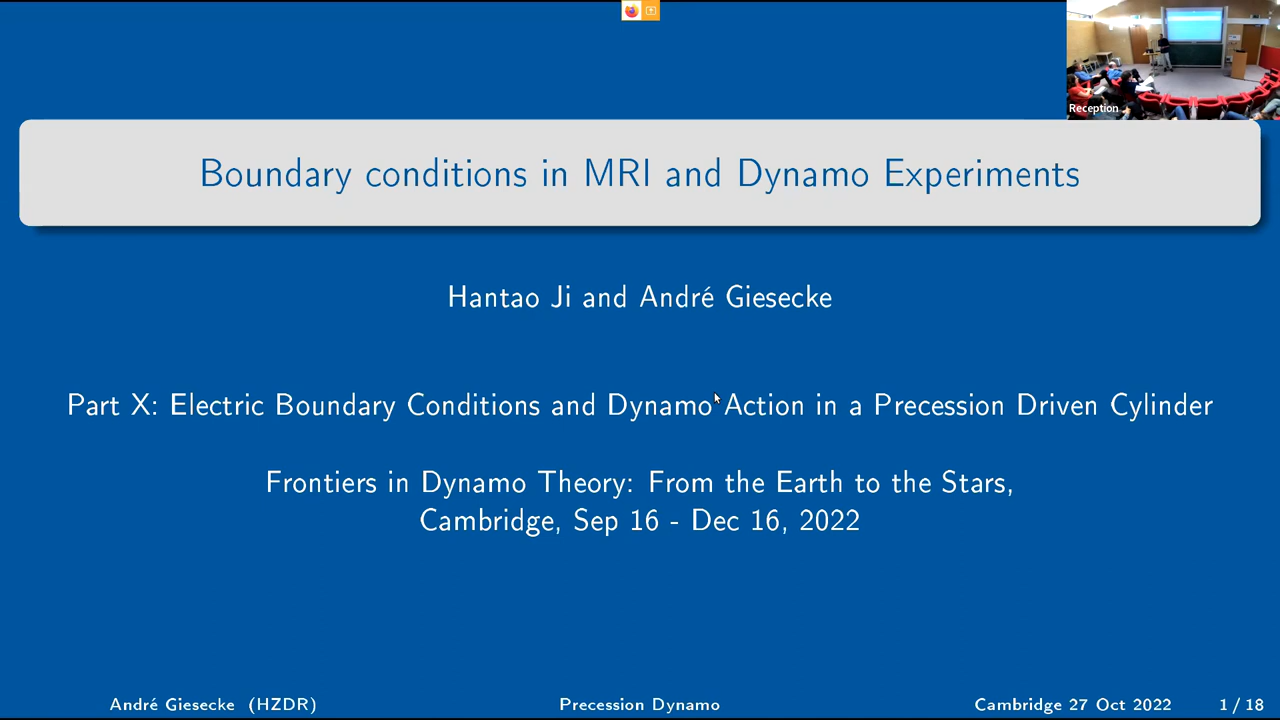 Reception
Boundary conditions in MRI and Dynamo Experiments
Hantao Ji and André Giesecke
Part X: Electric Boundary Conditions and Dynamo Action in a Precession Driven Cylinder
Frontiers in Dynamo Theory: From the Earth to the Stars,
Cambridge, Sep 16 - Dec 16, 2022
André Giesecke (HZDR) Precession Dynamo Cambridge 27 Oct 2022 1 / 18